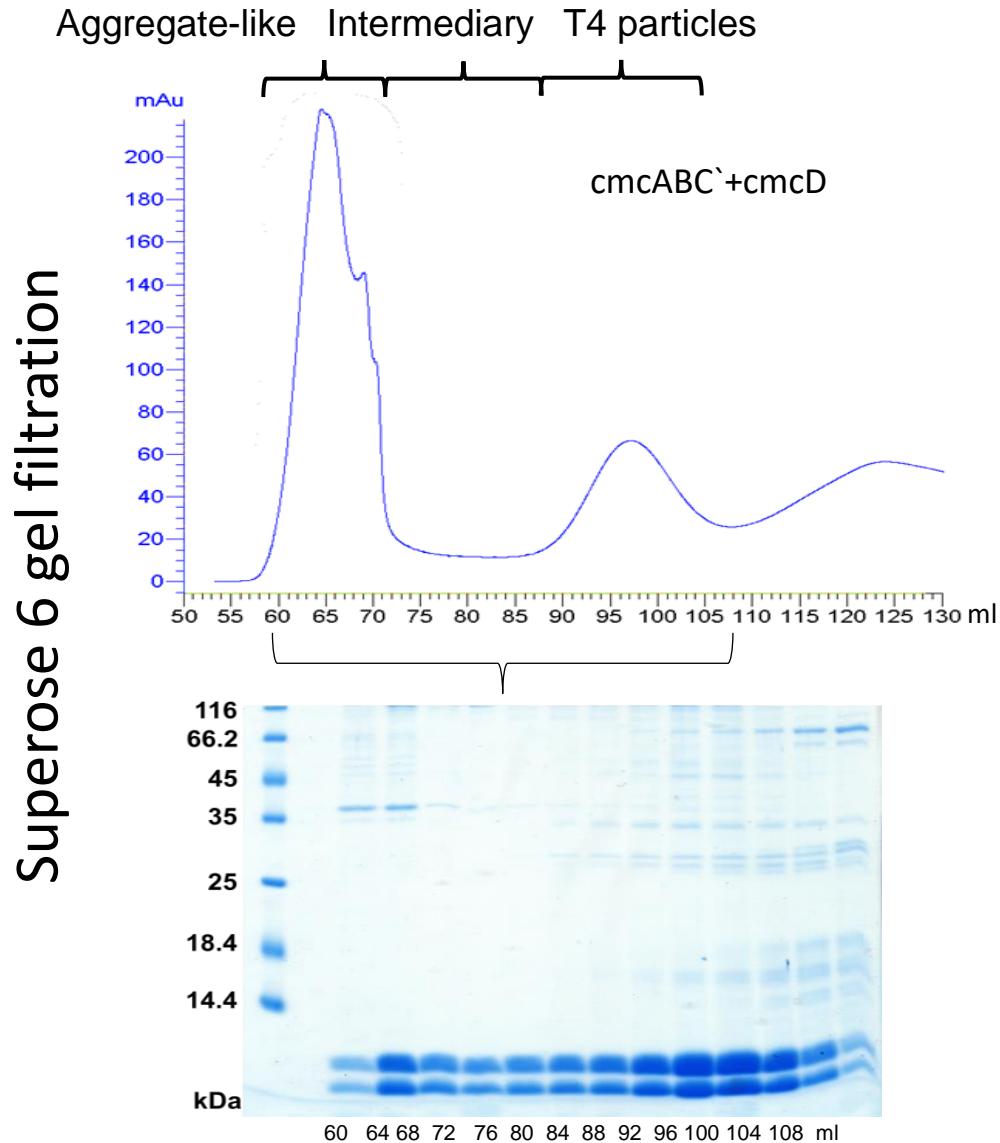 Aggregate-like Intermediary T4 particles
mAu
cmcABC`+cmcD
200
180
160
140
120
100
80
60
40
20
0
50 55 60 65 70 75 80 85 90 95 100 105 110 115 120 125 130 ml
Superose 6 gel filtration
116
66.2
45
35
25
18.4
14.4
kDa
60 64 68 72 76 80 84 88 92 96 100 104 108 ml